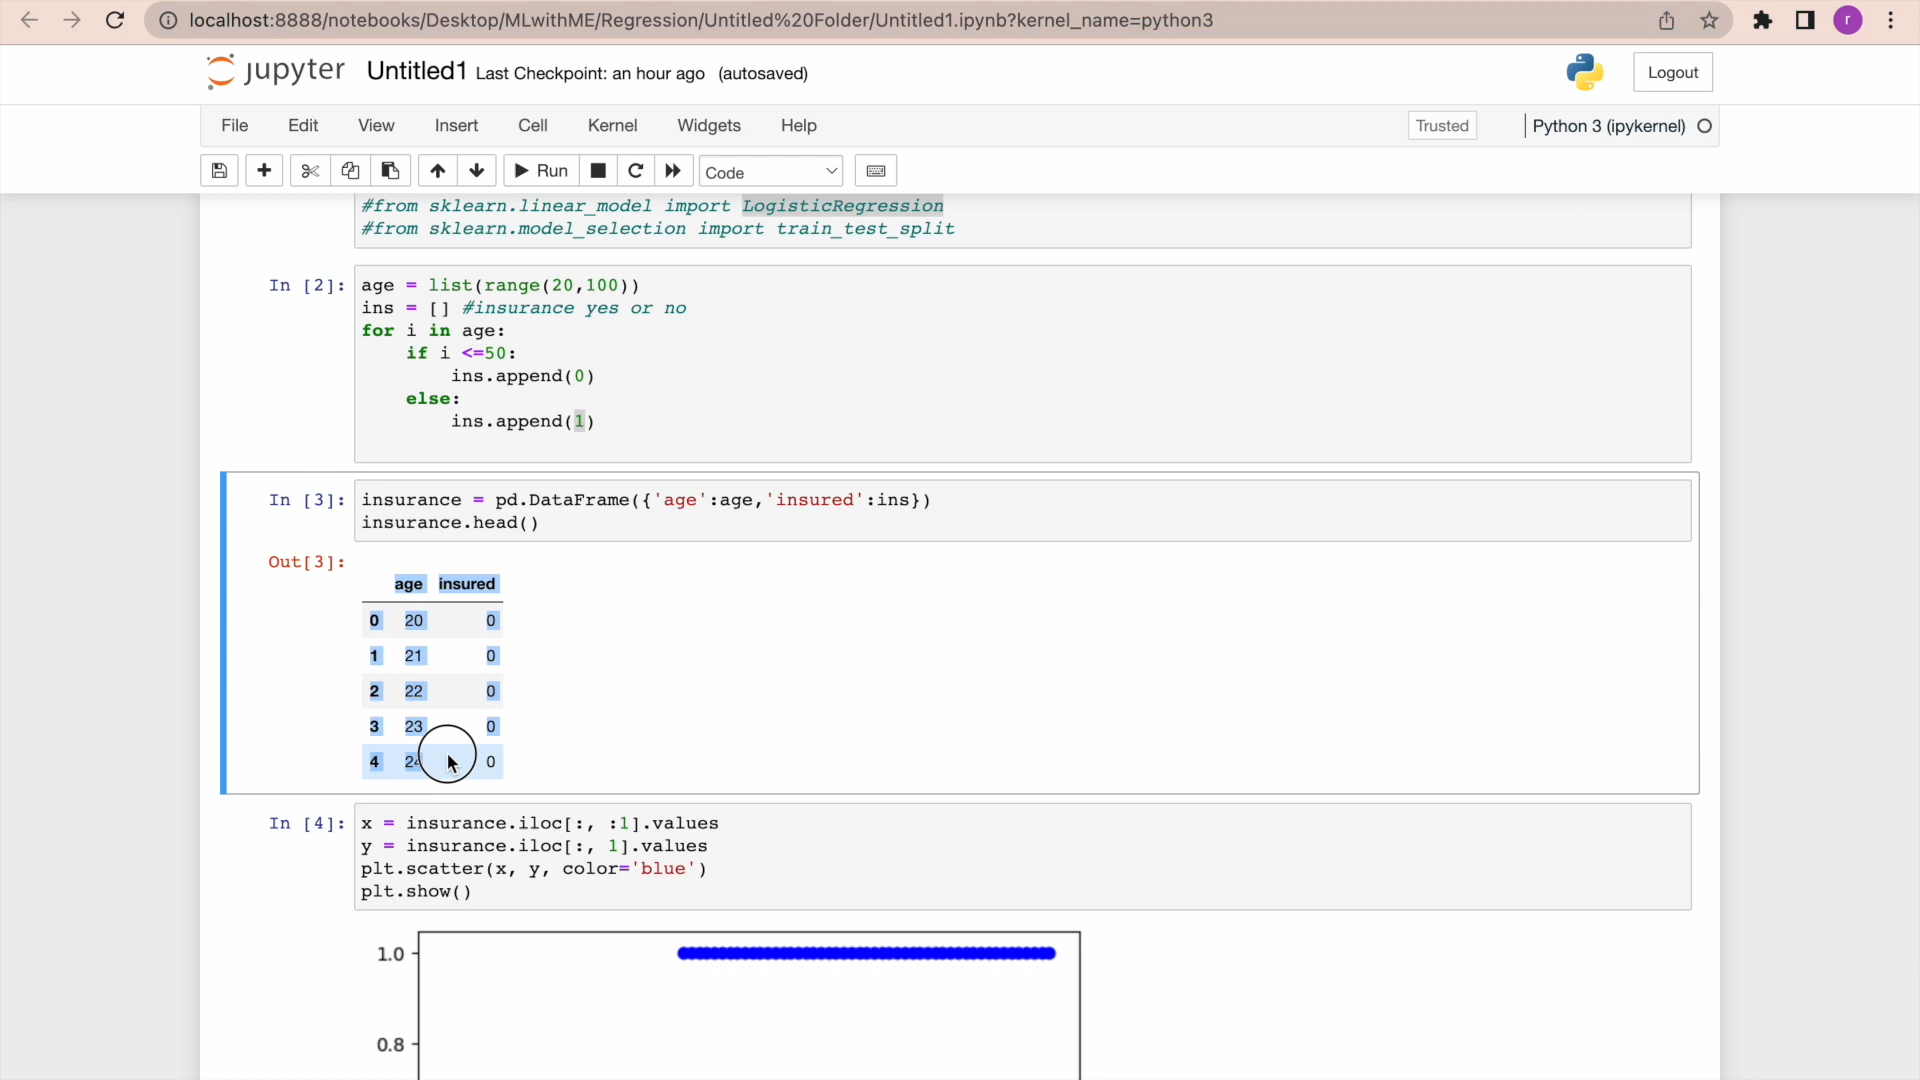 localhost:8888/notebooks/Desktop/MLwithME/Regression/Untitled%20Folder/Untitled1.ipynb?kernel_name=python3
r
jupyter Untitled1 Last Checkpoint: an hour ago (autosaved)
Logout
File Edit View Insert Cell Kernel Widgets Help
Trusted
Python 3 (ipykernel)
Run
Code
#from sklearn.linear_model import LogisticRegression
#from sklearn.model_selection import train_test_split
In [2]: age = list(range(20,100))
ins = [] #insurance yes or no
for i in age:
    if i <=50:
        ins.append(0)
    else:
        ins.append(1)
In [3]: insurance = pd.DataFrame({'age':age,'insured':ins})
insurance.head()
Out[3]:
age insured
0 20 0
1 21 0
2 22 0
3 23 0
4 24 0
In [4]: x = insurance.iloc[:, :1].values
y = insurance.iloc[:, 1].values
plt.scatter(x, y, color='blue')
plt.show()
1.0
0.8